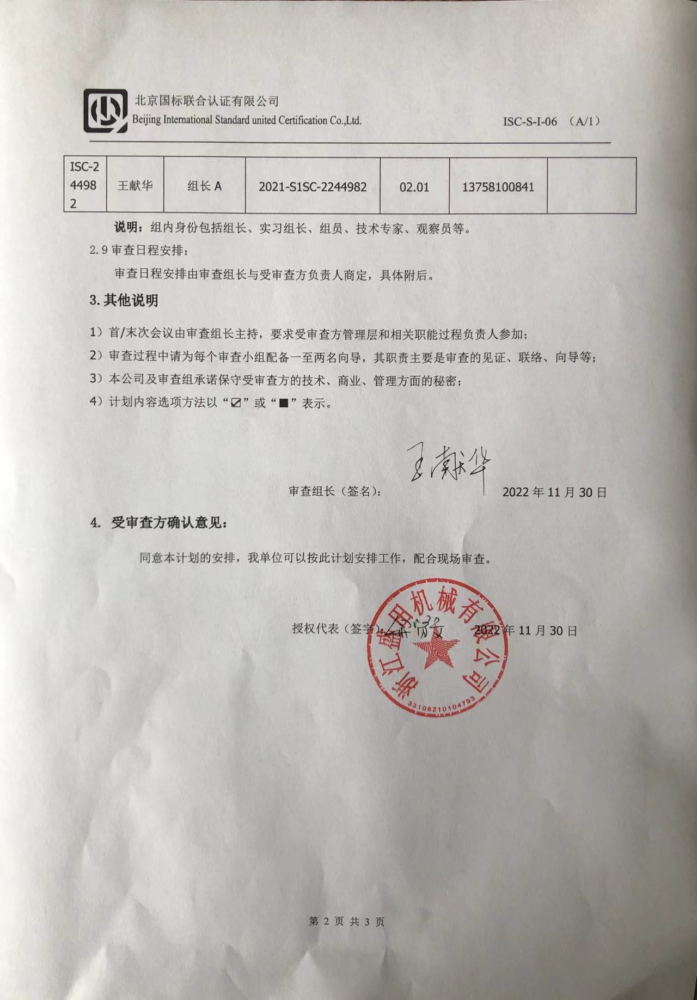 北京国标联合认证有限公司
Beijing International Standard united Certification Co.,Ltd.
ISC-S-I-06 （A/1）
ISC-2
4498
2
王献华
组长 A
2021-S1SC-2244982
02.01
13758100841
说明：组内身份包括组长、实习组长、组员、技术专家、观察员等。
2.9 审查日程安排：
审查日程安排由审查组长与受审查方负责人商定，具体附后。
3.其他说明
1）首/末次会议由审查组长主持，要求受审查方管理层和相关职能过程负责人参加；
2）审查过程中请为每个审查小组配备一至两名向导，其职责主要是审查的见证、联络、向导等；
3）本公司及审查组承诺保守受审查方的技术、商业、管理方面的秘密；
4）计划内容选项方法以“☑”或“■”表示。
王献华
审查组长（签名）： 2022 年 11 月 30 日
4. 受审查方确认意见：
同意本计划的安排，我单位可以按此计划安排工作，配合现场审查。
授权代表（签字）： 2022 年 11 月 30 日
浙江盛田机械有限公司
33108210104793
第 2 页 共 3 页